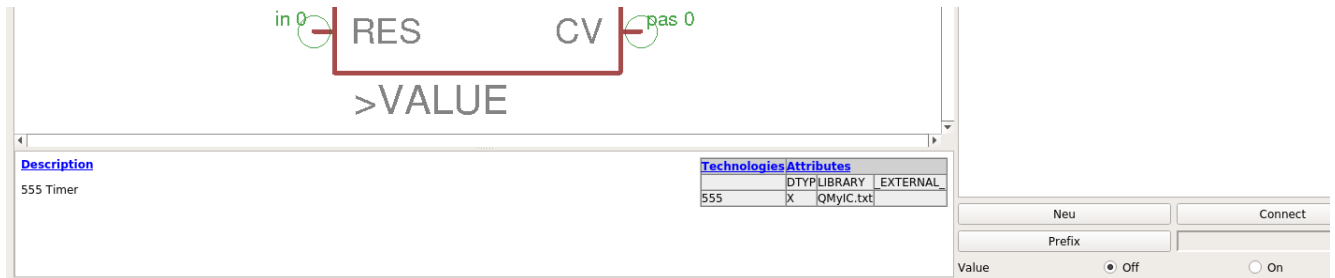 in 0
pas 0
RES
CV
>VALUE
Description
555 Timer
Technologies Attributes
DTYP LIBRARY _EXTERNAL_
555 X QMyIC.txt
Neu
Connect
Prefix
Value
Off
On